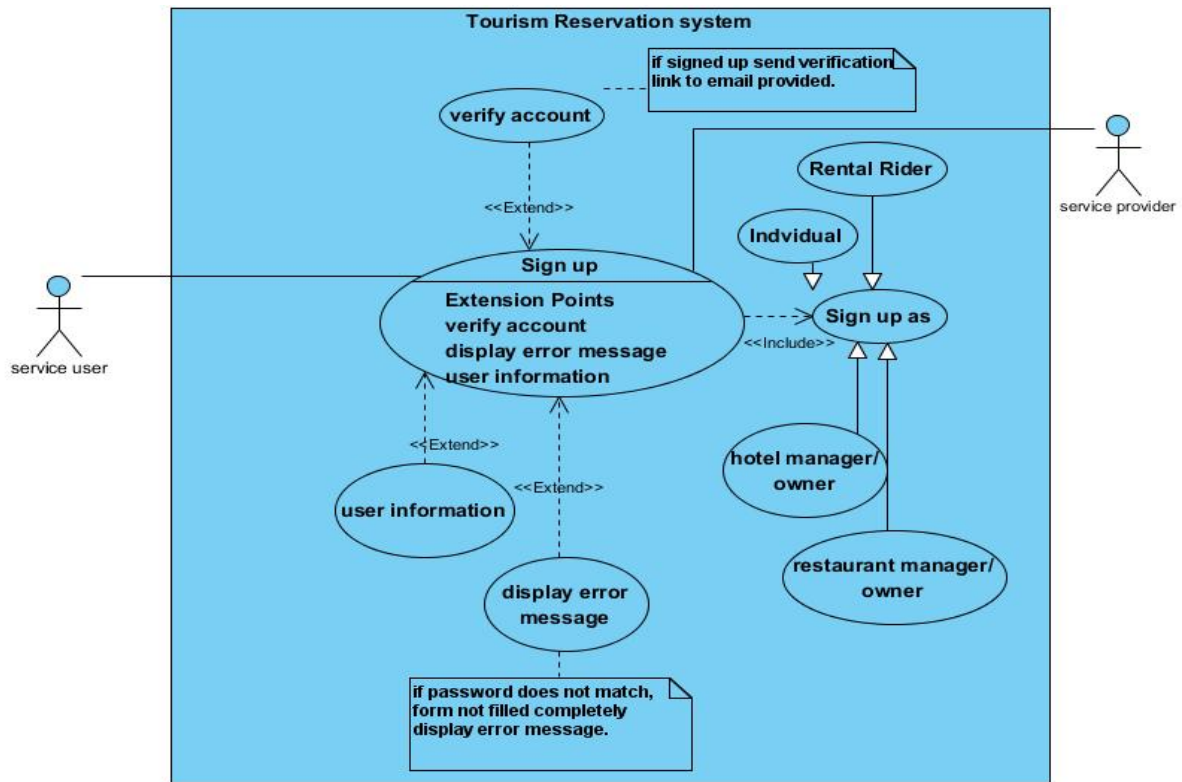 Tourism Reservation system
if signed up send verification
link to email provided.
verify account
Rental Rider
service provider
<<Extend>>
Indvidual
Sign up
Extension Points
verify account
display error message
user information
Sign up as
<<Include>>
service user
<<Extend>>
hotel manager/
owner
<<Extend>>
user information
restaurant manager/
owner
display error
message
if password does not match,
form not filled completely
display error message.